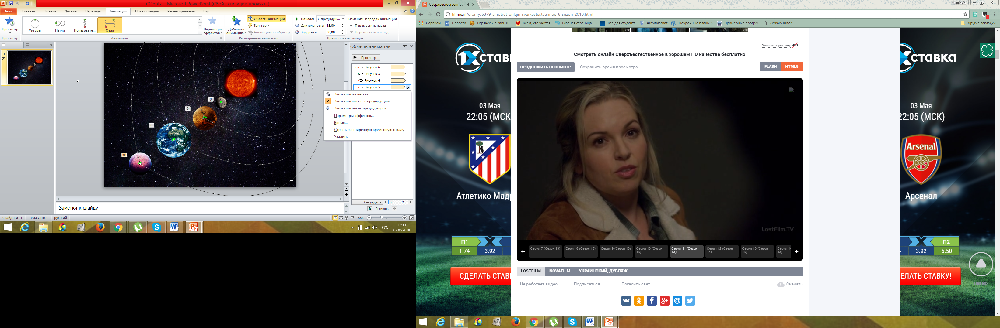 CC.pptx - Microsoft PowerPoint (Сбой активации продукта)
Файл Главная Вставка Дизайн Переходы Анимация Показ слайдов Рецензирование Вид
Просмотр
Просмотр
Фигуры Петли Пользовате... Овал
Анимация
Параметры эффектов
Добавить анимацию
Область анимации
Триггер
Анимация по образцу
Расширенная анимация
Начало: С предыдущ...
Длительность: 15,00
Задержка: 00,00
Изменить порядок анимации
Переместить назад
Переместить вперед
Время показа слайдов
1
0
0
0
0
Область анимации
Просмотр
0 Рисунок 6
Рисунок 3
Рисунок 4
Рисунок 5
Запускать щелчком
Запускать вместе с предыдущим
Запускать после предыдущего
Параметры эффектов...
Время...
Скрыть расширенную временную шкалу
Удалить
Секунды 0 2
Порядок
Заметки к слайду
Слайд 1 из 1 "Тема Office" русский 66%
РУС 18:13
02.05.2018
Сверхъестественное
Anastasia
filmix.nl/dramy/6379-smotret-onlajn-sverxestestvennoe-6-sezon-2010.html
6
Сервисы Новости Горячее / pikabu.ru Всем, кто учится. Главная страница - Все для студента Антиплагиат Поурочные планы,р Примерные програ Zerkalo Rutor Другие закладки
Отключить рекламу ADS
Смотреть онлайн Сверхъестественное в хорошем HD качестве бесплатно
ПРОДОЛЖИТЬ ПРОСМОТР Сохранить время просмотра FLASH HTML5
1XСТАВ
03 Мая
22:05 (МСК
Атлетико Мад
П1
1.74 3.92
СДЕЛАТЬ СТАВ
LostFilm.TV
Серия 7 (Сезон 13) Серия 8 (Сезон 13) Серия 9 (Сезон 13) Серия 10 (Сезон 13) Серия 11 (Сезон 13) Серия 12 (Сезон 13) Серия 13 (Сезон 13) Серия 14 13)
LOSTFILM NOVAFILM УКРАИНСКИЙ, ДУБЛЯЖ
Не работает видео Подписаться Погасить свет Скачать
XСТАВКА
03 Мая
22:05 (МСК)
Arsenal
Арсенал
П2
3.92 5.50
ЕЛАТЬ СТАВКУ!
Наверх